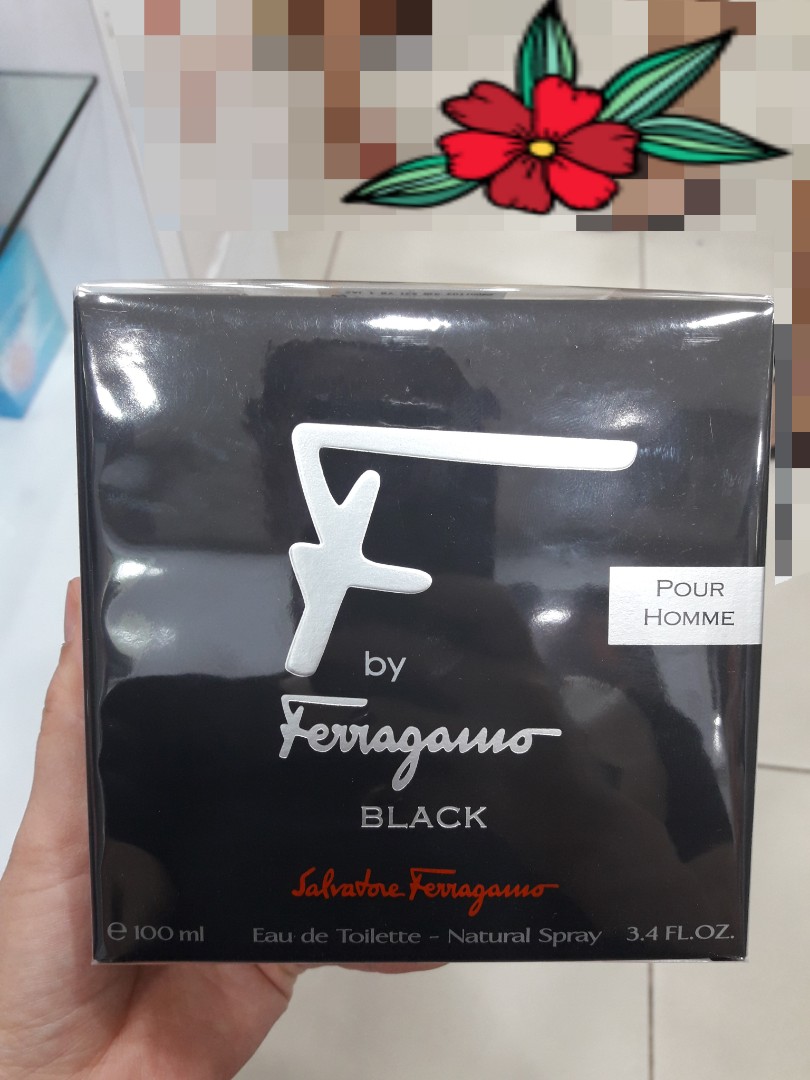 F
by
Ferragamo
BLACK
POUR
HOMME
Salvatore Ferragamo
e 100 ml Eau de Toilette - Natural Spray 3.4 FL.OZ.